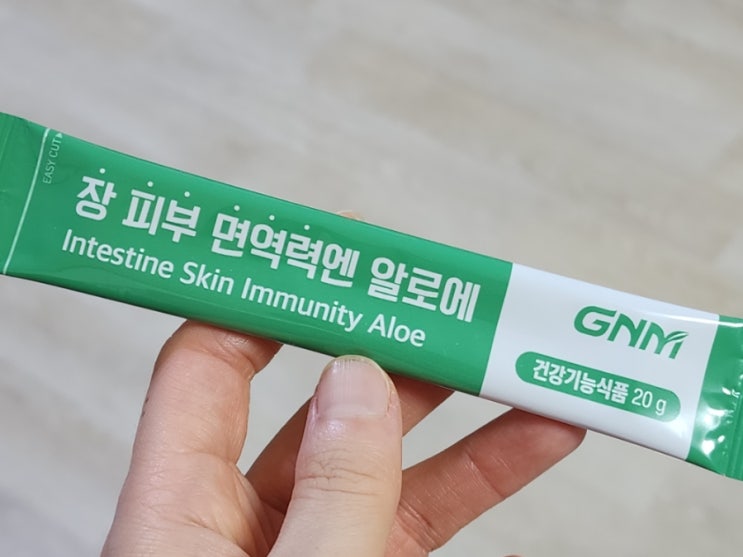 EASY CUT
장 피부 면역력엔 알로에
Intestine Skin Immunity Aloe
GNM
건강기능식품 20 g